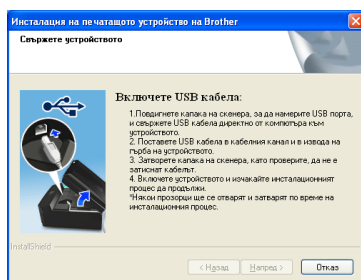 Инсталация на печатащо устройство на Brother
Свържете устройството
Включете USB кабела:
1.Повдигнете капака на скенера, за да намерите USB порта,
и свържете USB кабела директно от компютъра към
устройството.
2. Поставете USB кабела в кабелния канал и в извода на
гърба на устройството.
3. Затворете капака на скенера, като проверите, да не е
затиснат кабелът.
4. Включете устройството и изчакайте инсталационният
процес да продължи.
*Някои прозорци ще се отварят и затварят по време на
инсталационния процес.
InstallShield
< Назад Напред > Отказ